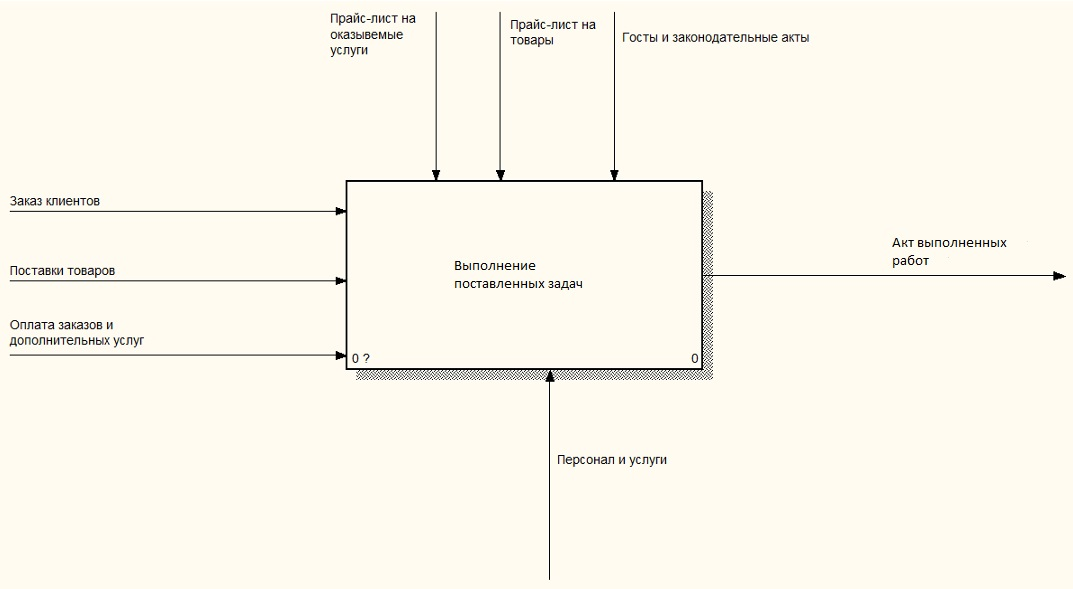 Прайс-лист на
оказывемые
услуги
Прайс-лист на
товары
Госты и законодательные акты
Заказ клиентов
Поставки товаров
Оплата заказов и
дополнительных услуг
Выполнение
поставленных задач
0 ?
0
Акт выполненных
работ
Персонал и услуги